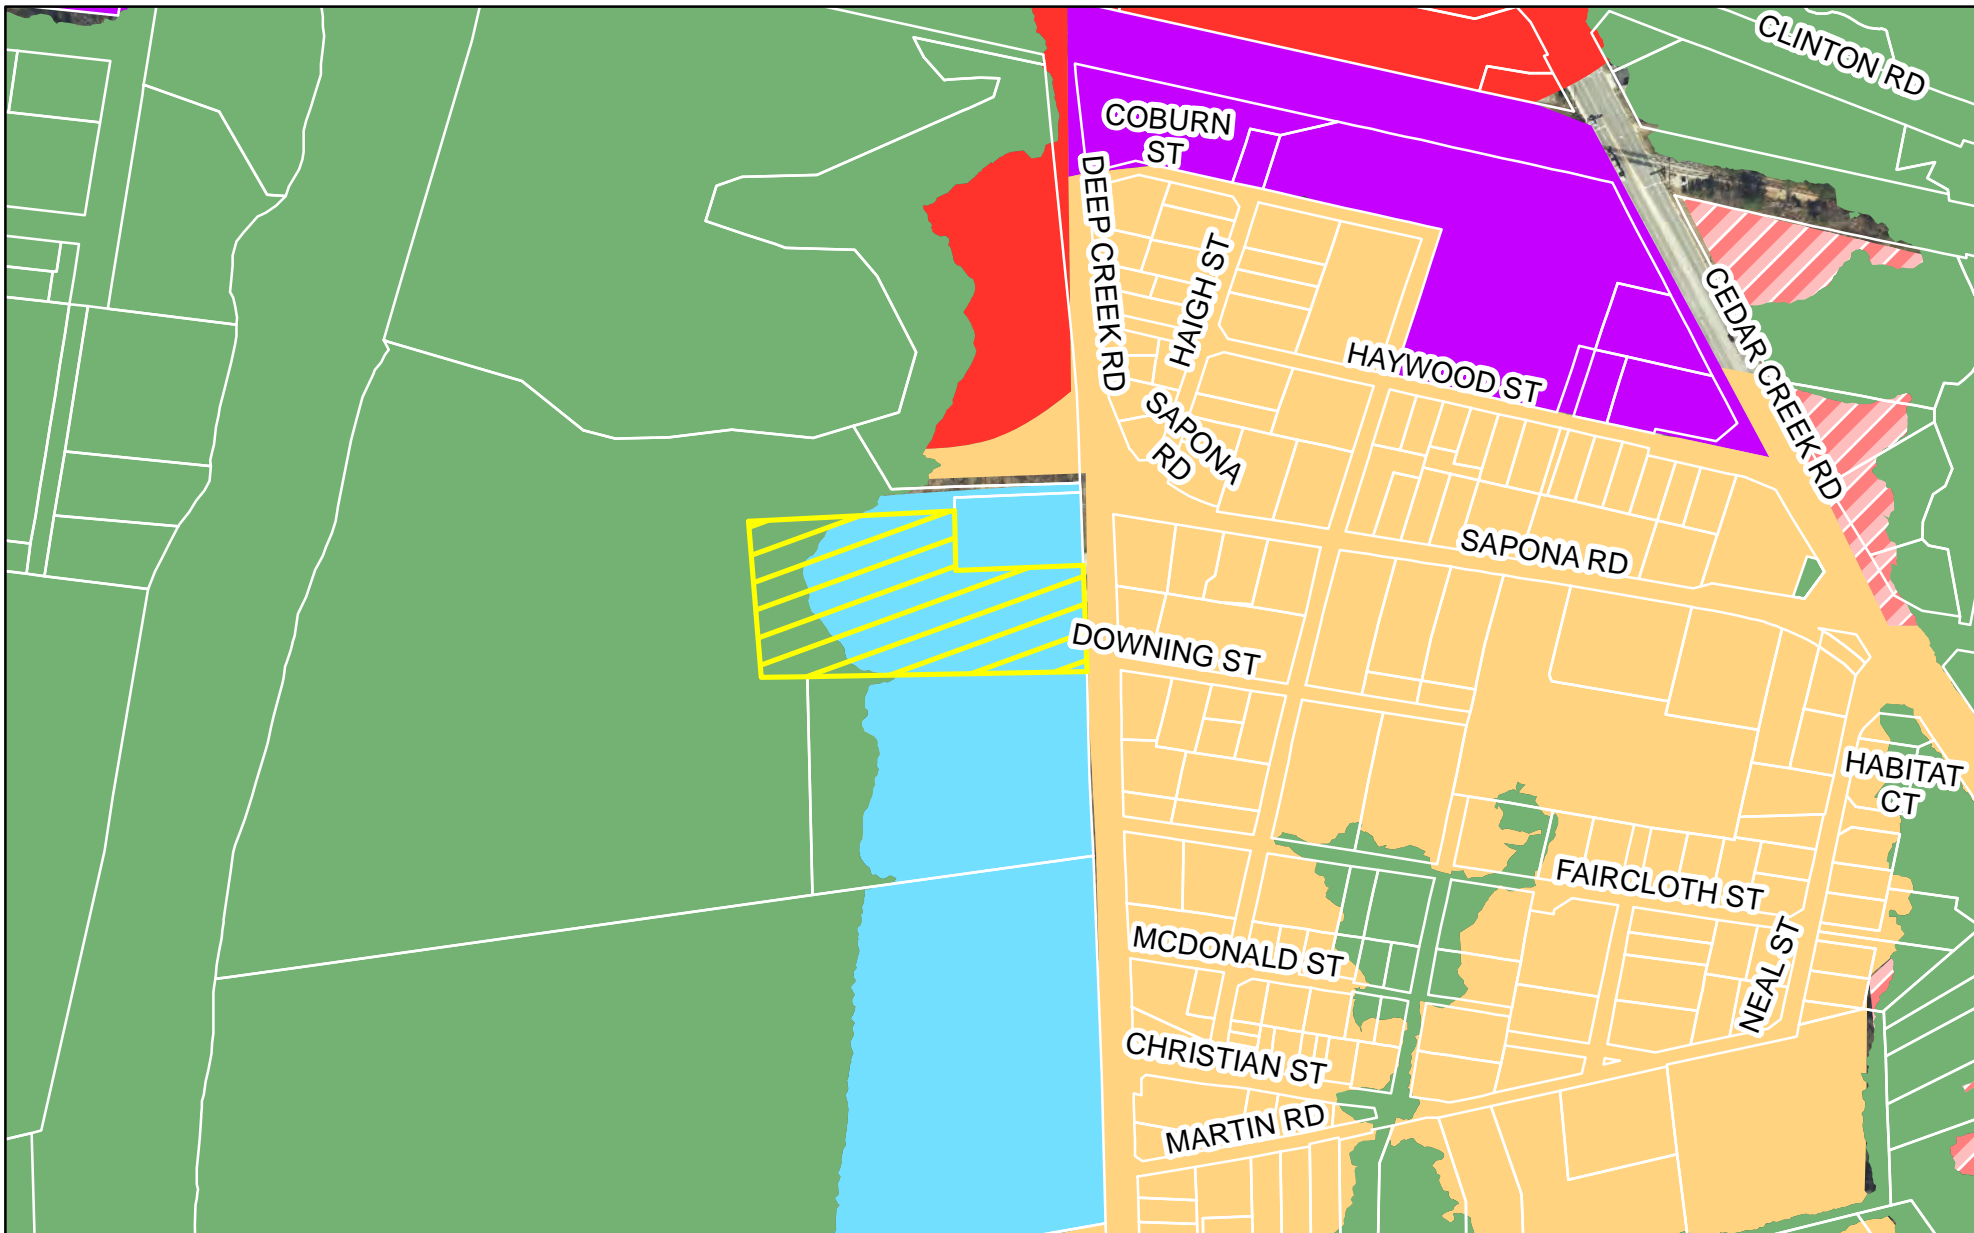 CLINTON RD
COBURN
ST
DEEP CREEK RD
HAIGH ST
CEDAR CREEK RD
HAYWOOD ST
SAPONA
RD
SAPONA RD
DOWNING ST
HABITAT
CT
FAIRCLOTH ST
MCDONALD ST
NEAL ST
CHRISTIAN ST
MARTIN RD